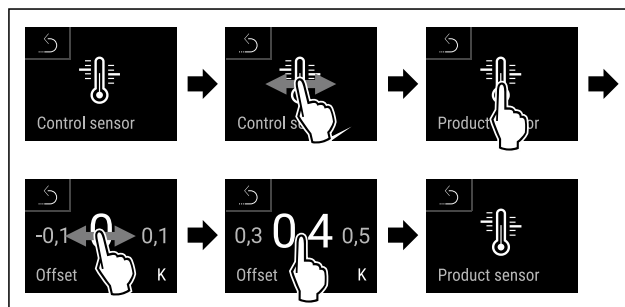 Control sensor
Control
Product
-0,1 0 0,1
Offset K
0,3 0,4 0,5
Offset K
Product sensor